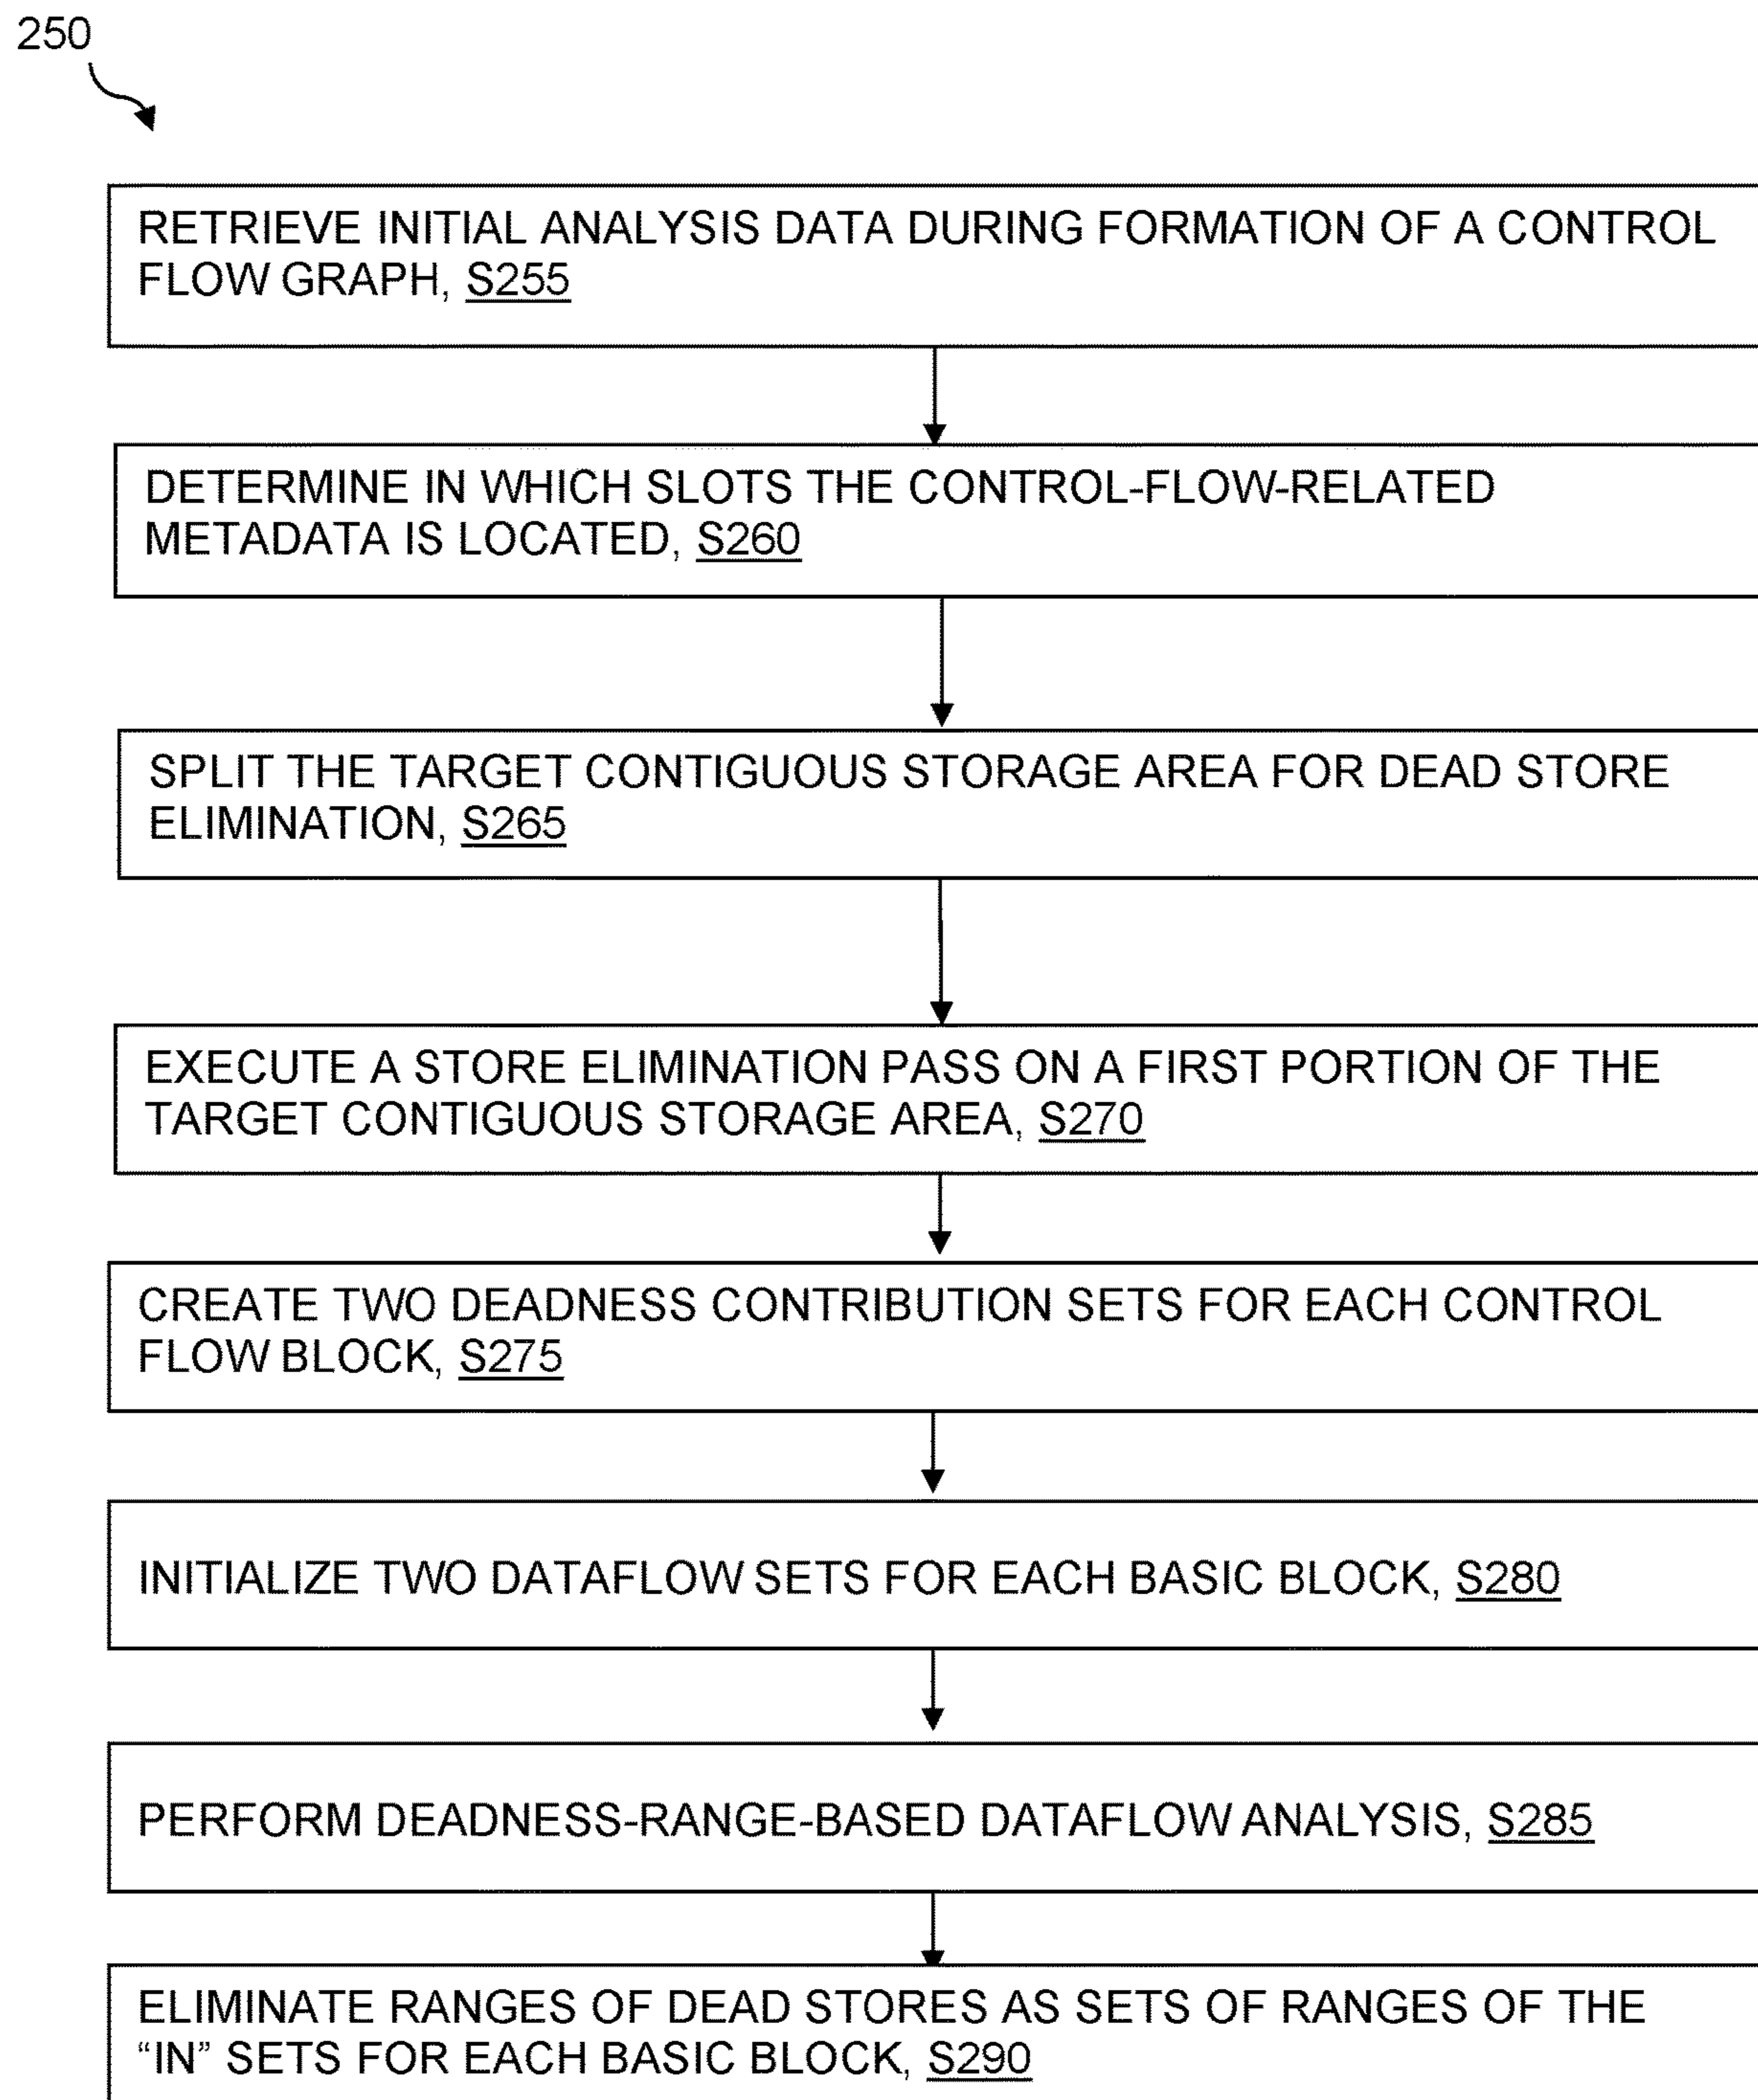 250
RETRIEVE INITIAL ANALYSIS DATA DURING FORMATION OF A CONTROL
FLOW GRAPH, S255
DETERMINE IN WHICH SLOTS THE CONTROL-FLOW-RELATED
METADATA IS LOCATED, S260
SPLIT THE TARGET CONTIGUOUS STORAGE AREA FOR DEAD STORE
ELIMINATION, S265
EXECUTE A STORE ELIMINATION PASS ON A FIRST PORTION OF THE
TARGET CONTIGUOUS STORAGE AREA, S270
CREATE TWO DEADNESS CONTRIBUTION SETS FOR EACH CONTROL
FLOW BLOCK, S275
INITIALIZE TWO DATAFLOW SETS FOR EACH BASIC BLOCK, S280
PERFORM DEADNESS-RANGE-BASED DATAFLOW ANALYSIS, S285
ELIMINATE RANGES OF DEAD STORES AS SETS OF RANGES OF THE
“IN” SETS FOR EACH BASIC BLOCK, S290